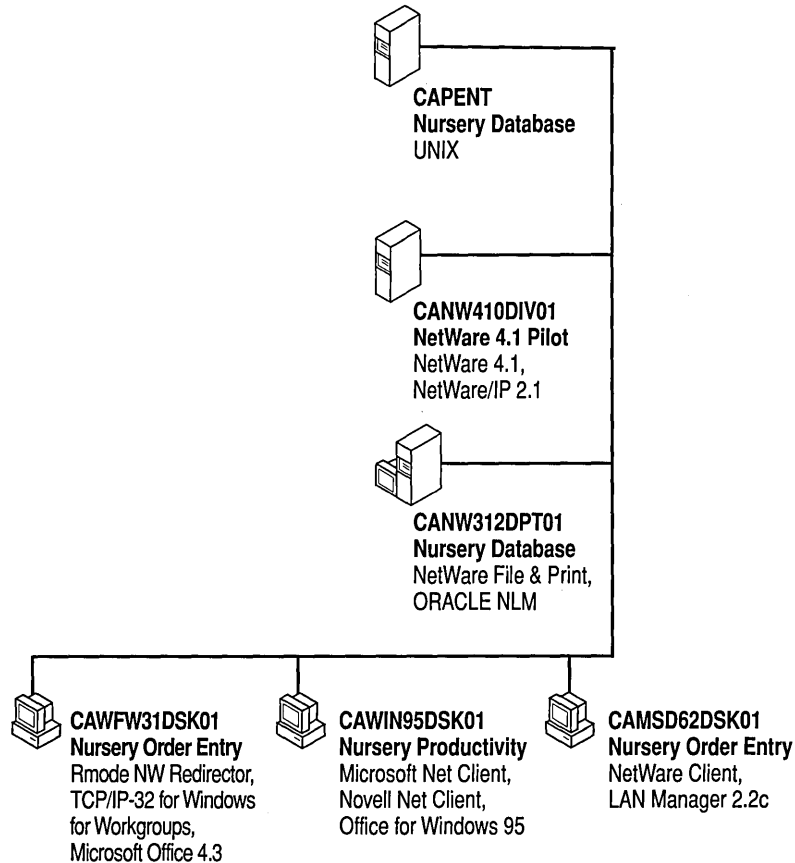 CAPENT
Nursery Database
UNIX
CANW410DIV01
NetWare 4.1 Pilot
NetWare 4.1,
NetWare/IP 2.1
CANW312DPT01
Nursery Database
NetWare File & Print,
ORACLE NLM
CAWFW31DSK01
Nursery Order Entry
Rmode NW Redirector,
TCP/IP-32 for Windows
for Workgroups,
Microsoft Office 4.3
CAWIN95DSK01
Nursery Productivity
Microsoft Net Client,
Novell Net Client,
Office for Windows 95
CAMSD62DSK01
Nursery Order Entry
NetWare Client,
LAN Manager 2.2c